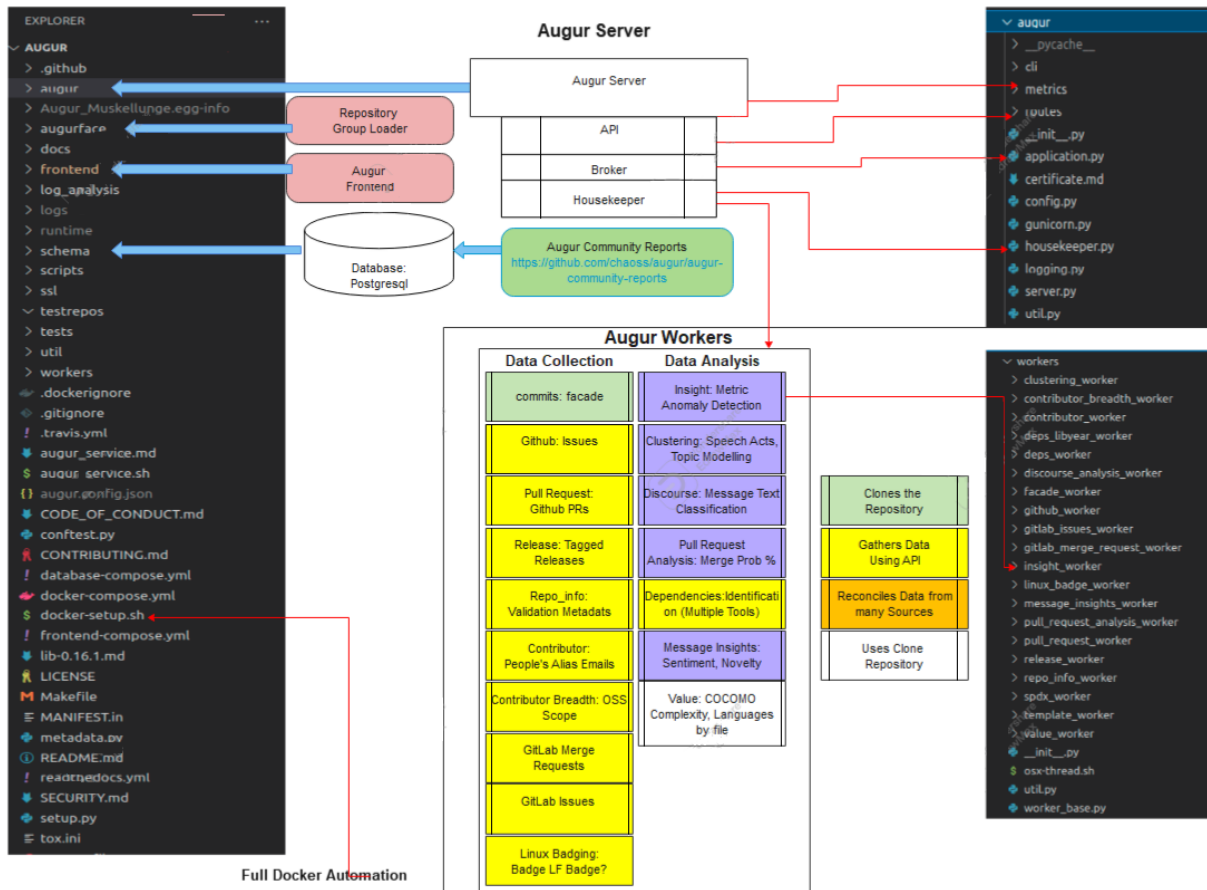 EXPLORER
...
AUGUR
.github
augur
Augur_Muskellunge.egg-info
augurface
docs
frontend
log_analysis
logs
runtime
schema
scripts
ssl
testrepos
tests
util
workers
.dockerignore
.gitignore
.travis.yml
augur_service.md
augur_service.sh
augur.config.json
CODE_OF_CONDUCT.md
conftest.py
CONTRIBUTING.md
database-compose.yml
docker-compose.yml
docker-setup.sh
frontend-compose.yml
lib-0.16.1.md
LICENSE
Makefile
MANIFEST.in
metadata.py
README.md
readthedocs.yml
SECURITY.md
setup.py
tox.ini
Augur Server
Augur Server
API
Broker
Housekeeper
Repository
Group Loader
Augur
Frontend
Database:
Postgresql
Augur Community Reports
https://github.com/chaoss/augur/augur-
community-reports
Augur Workers
Data Collection
commits: facade
Github: Issues
Pull Request:
Github PRs
Release: Tagged
Releases
Repo_info:
Validation Metadats
Contributor:
People's Alias Emails
Contributor Breadth: OSS
Scope
GitLab Merge
Requests
GitLab Issues
Linux Badging:
Badge LF Badge?
Data Analysis
Insight: Metric
Anomaly Detection
Clustering: Speech Acts,
Topic Modelling
Discourse: Message Text
Classification
Pull Request
Analysis: Merge Prob %
Dependencies:Identificat
ion (Multiple Tools)
Message Insights:
Sentiment, Novelty
Value: COCOMO
Complexity, Languages
by file
Clones the
Repository
Gathers Data
Using API
Reconciles Data from
many Sources
Uses Clone
Repository
Full Docker Automation
augur
__pycache__
cli
metrics
routes
__init__.py
application.py
certificate.md
config.py
gunicorn.py
housekeeper.py
logging.py
server.py
util.py
workers
clustering_worker
contributor_breadth_worker
contributor_worker
deps_libyear_worker
deps_worker
discourse_analysis_worker
facade_worker
github_worker
gitlab_issues_worker
gitlab_merge_request_worker
insight_worker
linux_badge_worker
message_insights_worker
pull_request_analysis_worker
pull_request_worker
release_worker
repo_info_worker
spdx_worker
template_worker
value_worker
__init__.py
osx-thread.sh
util.py
worker_base.py